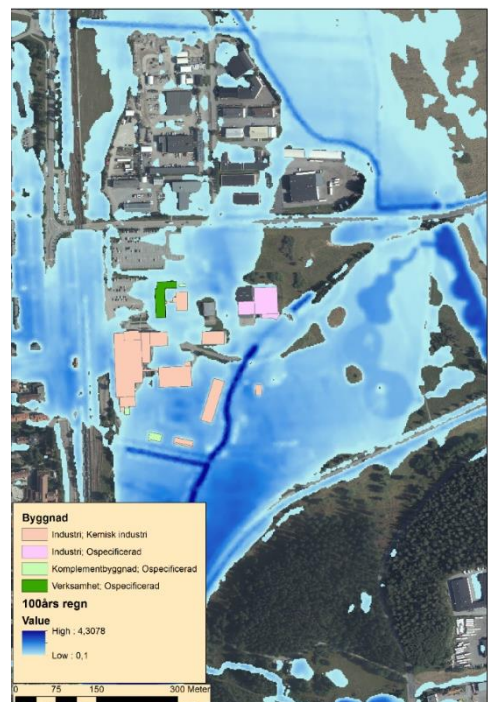 Byggnad
Industri; Kemisk industri
Industri; Ospecificerad
Komplementbyggnad; Ospecificerad
Verksamhet; Ospecificerad
100års regn
Value
High : 4,3078
Low : 0,1
0 75 150 300 Meter